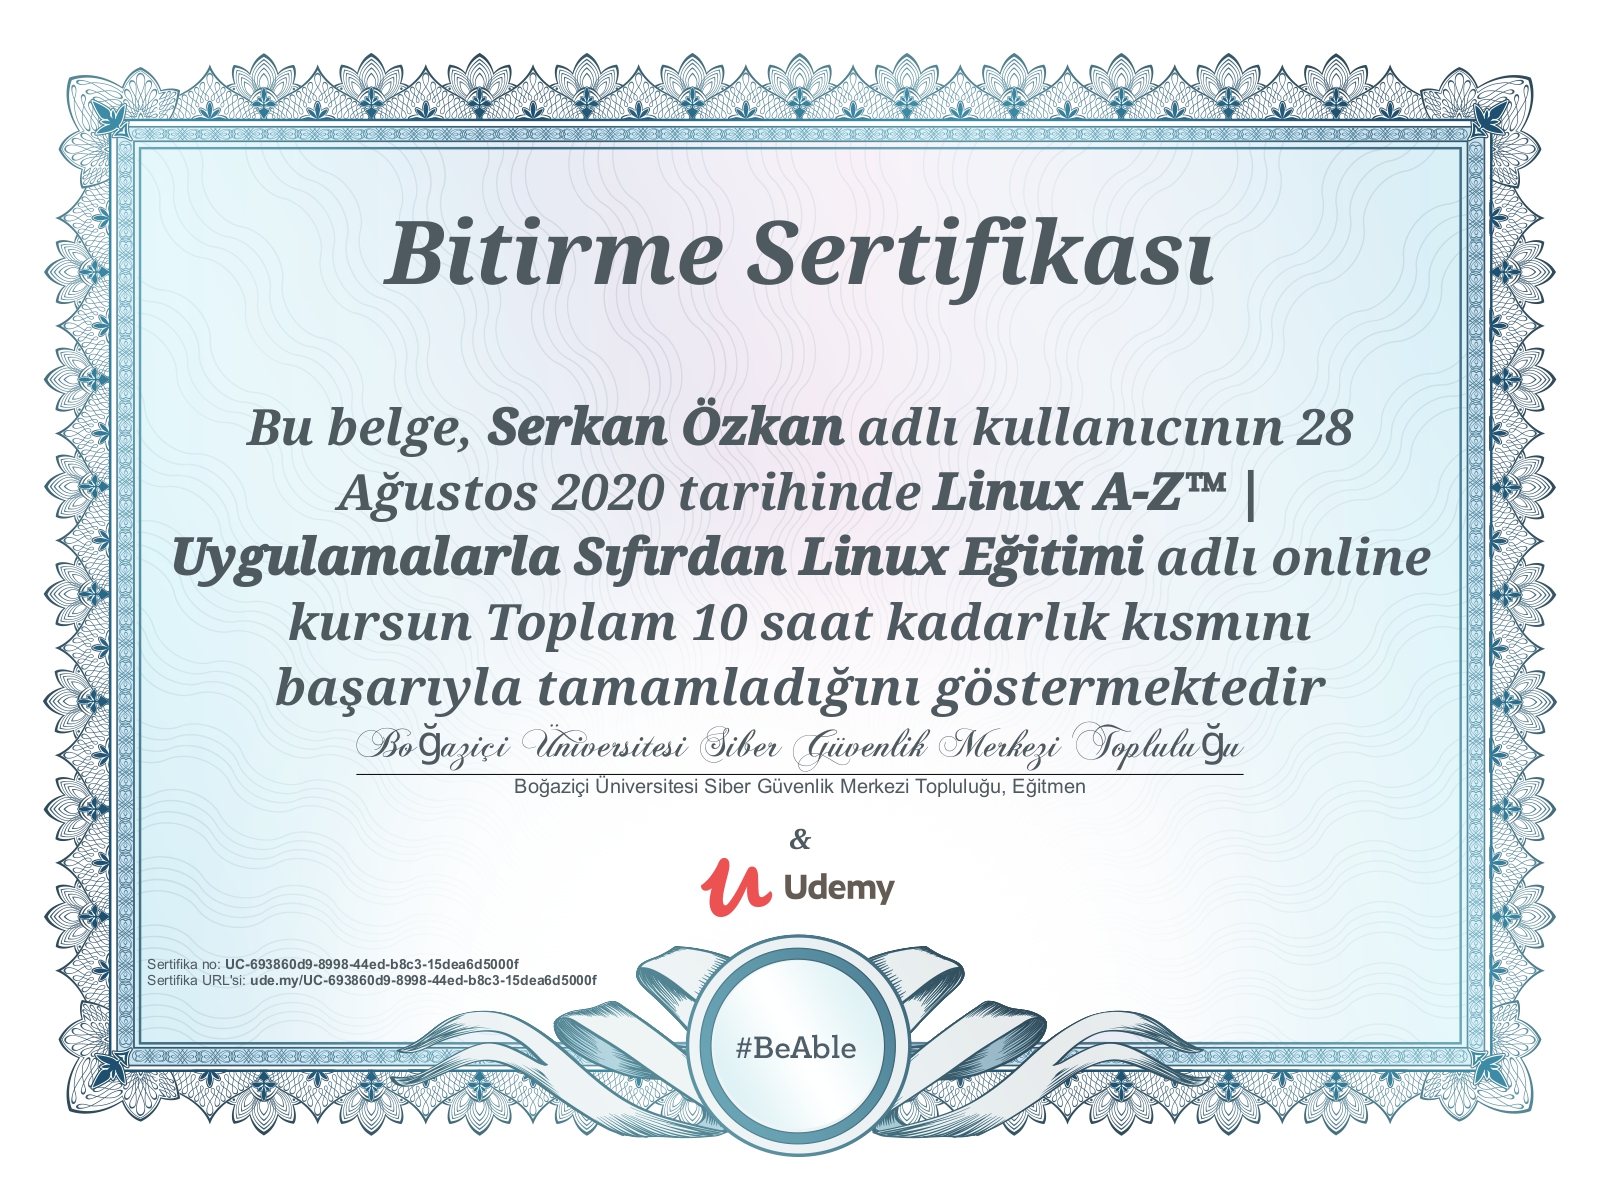 Bitirme Sertifikası
Bu belge, Serkan Özkan adlı kullanıcının 28
Ağustos 2020 tarihinde Linux A-Z™ |
Uygulamalarla Sıfırdan Linux Eğitimi adlı online
kursun Toplam 10 saat kadarlık kısmını
başarıyla tamamladığını göstermektedir
Boğaziçi Üniversitesi Siber Güvenlik Merkezi Topluluğu
Boğaziçi Üniversitesi Siber Güvenlik Merkezi Topluluğu, Eğitmen
&
Udemy
Sertifika no: UC-693860d9-8998-44ed-b8c3-15dea6d5000f
Sertifika URL'si: ude.my/UC-693860d9-8998-44ed-b8c3-15dea6d5000f
#BeAble